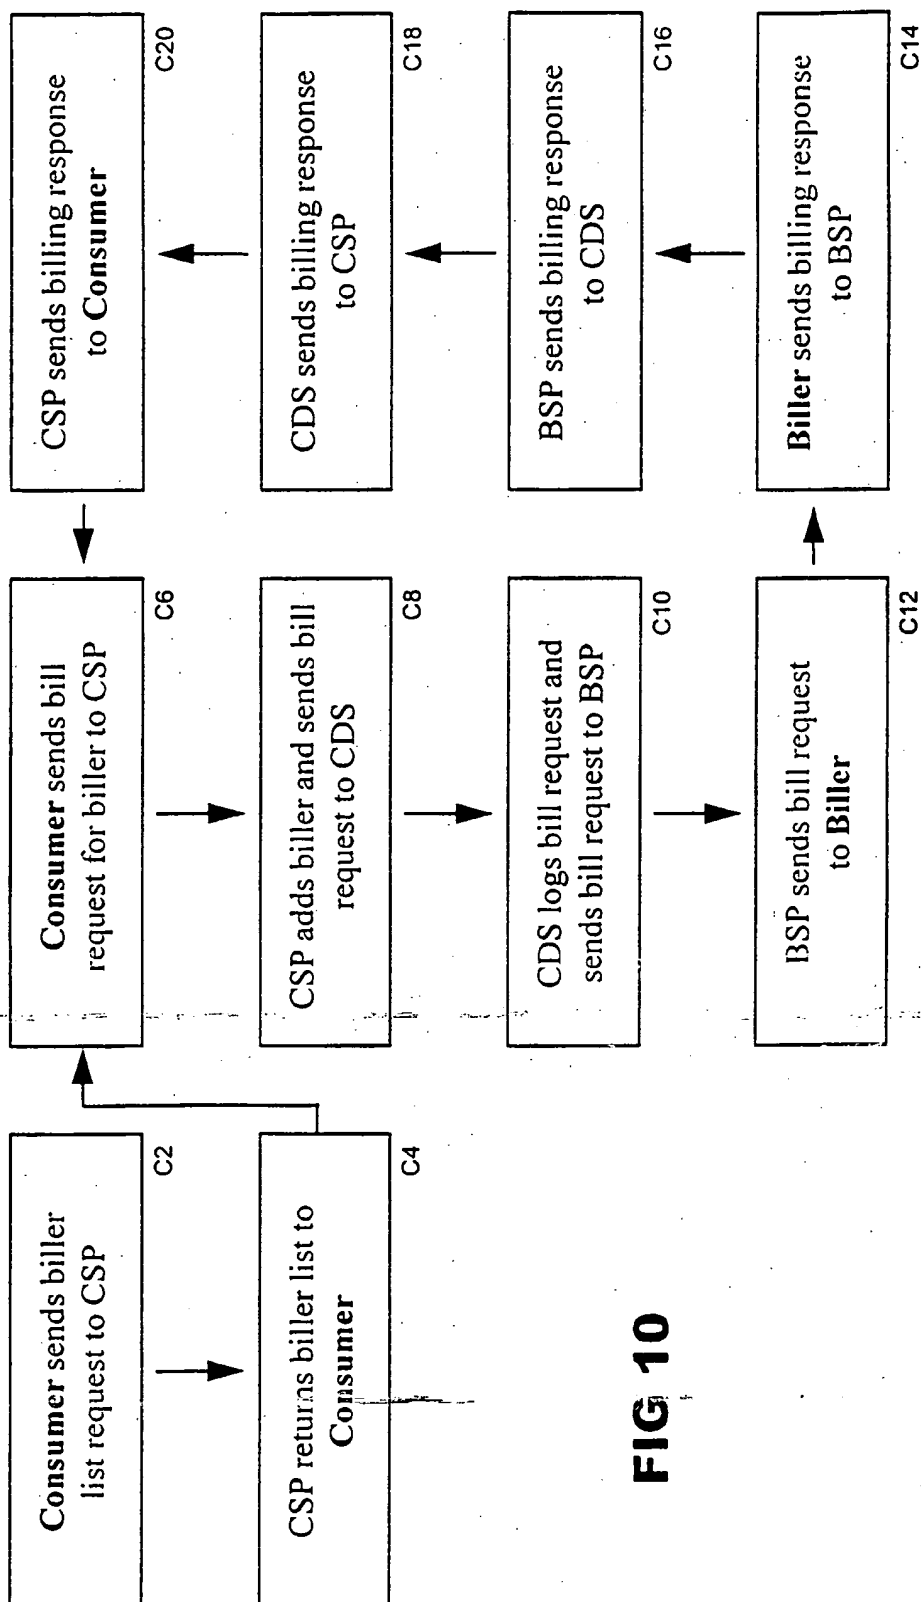 Consumer sends biller
list request to CSP
C2
CSP returns biller list to
Consumer
C4
Consumer sends bill
request for biller to CSP
C6
CSP adds biller and sends bill
request to CDS
C8
CDS logs bill request and
sends bill request to BSP
C10
BSP sends bill request
to Biller
C12
Biller sends billing response
to BSP
C14
BSP sends billing response
to CDS
C16
CDS sends billing response
to CSP
C18
CSP sends billing response
to Consumer
C20
FIG 10